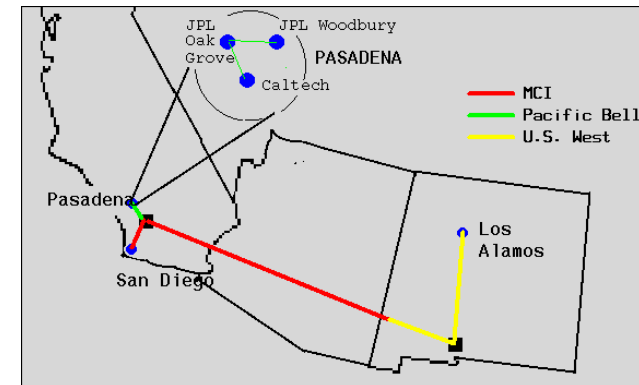 JPL
Oak
Grove
JPL Woodbury
Caltech
PASADENA
MCI
Pacific Bell
U.S. West
Pasadena
San Diego
Los
Alamos